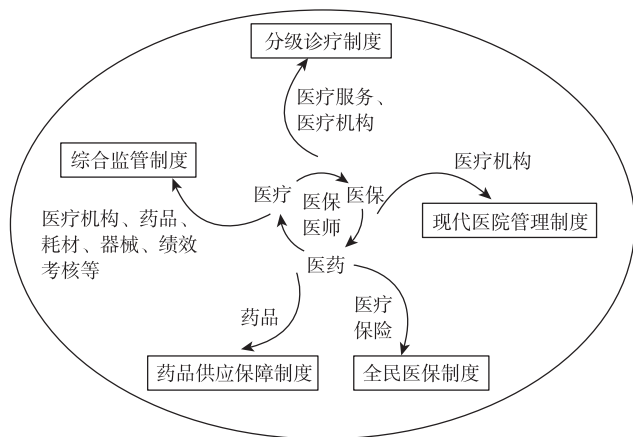 分级诊疗制度
医疗服务、
医疗机构
综合监管制度
医疗机构
医疗
医保
医保
医师
现代医院管理制度
医疗机构、药品、
耗材、器械、绩效
考核等
医药
药品
医疗
保险
药品供应保障制度
全民医保制度